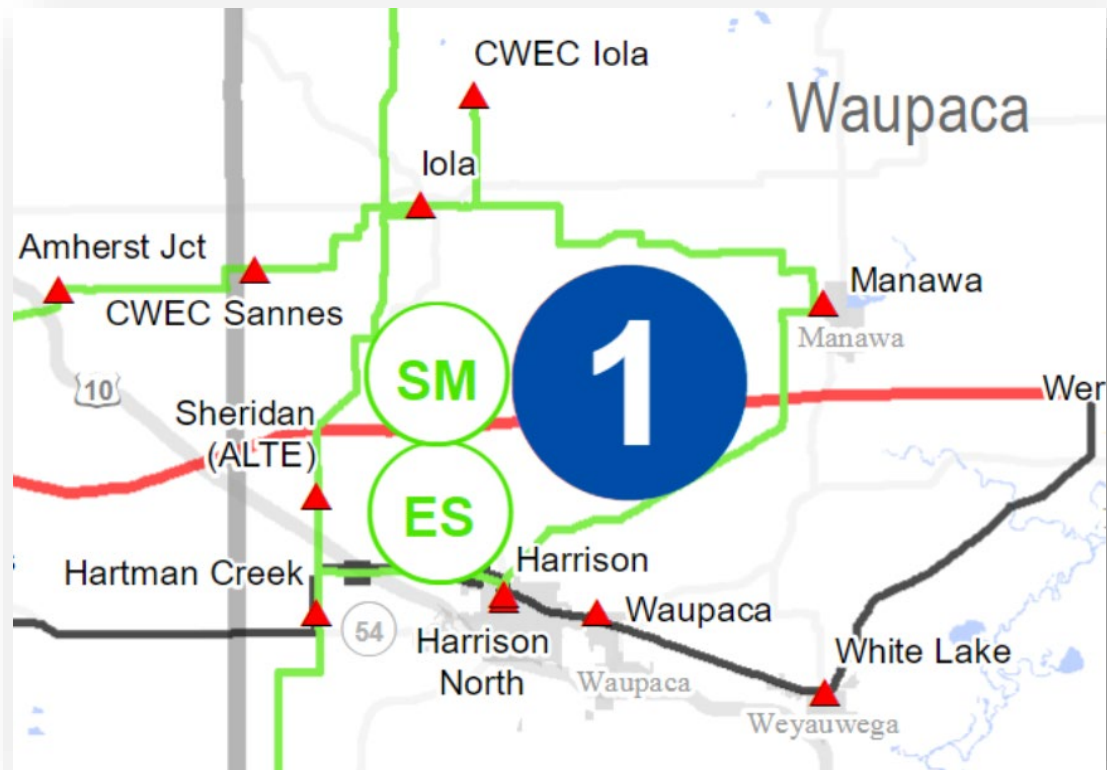 CWEC Iola
Waupaca
Iola
Amherst Jct
Manawa
CWEC Sannes
Manawa
SM
1
10
Wer
Sheridan
(ALTE)
ES
Harrison
Hartman Creek
Waupaca
54
Harrison
North
White Lake
Waupaca
Weyauwega